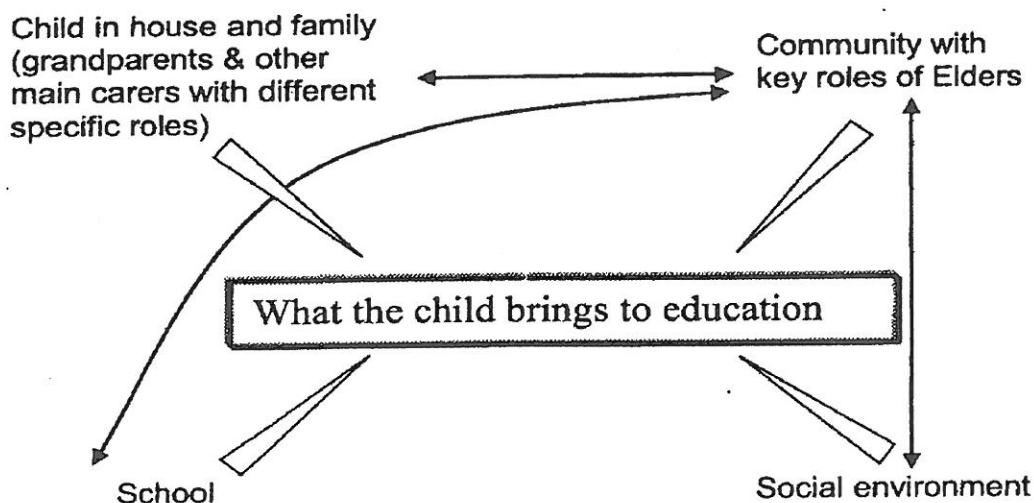 Child in house and family
(grandparents & other
main carers with different
specific roles)
Community with
key roles of Elders
What the child brings to education
School
Social environment